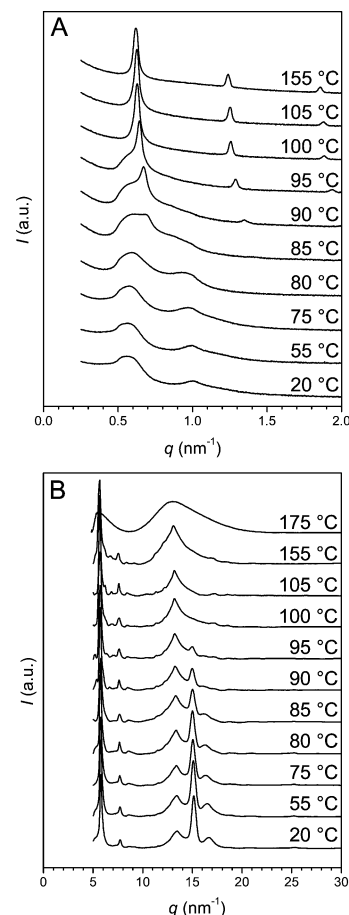 A
155 °C
105 °C
100 °C
95 °C
90 °C
85 °C
80 °C
75 °C
55 °C
20 °C
I (a.u.)
0.0 0.5 1.0 1.5 2.0
q (nm⁻¹)
B
175 °C
155 °C
105 °C
100 °C
95 °C
90 °C
85 °C
80 °C
75 °C
55 °C
20 °C
I (a.u.)
0 5 10 15 20 25 30
q (nm⁻¹)